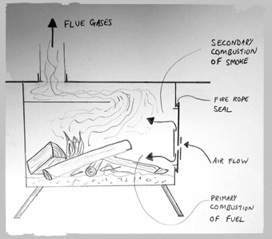 FLUE GASES
SECONDARY
COMBUSTION
OF SMOKE
FIRE ROPE
SEAL
AIR FLOW
PRIMARY
COMBUSTION
OF FUEL